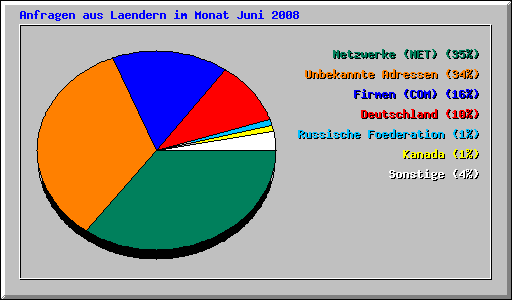 Anfragen aus Laendern im Monat Juni 2008
Netzwerke (NET) (35%)
Unbekannte Adressen (34%)
Firmen (COM) (16%)
Deutschland (10%)
Russische Foederation (1%)
Kanada (1%)
Sonstige (4%)